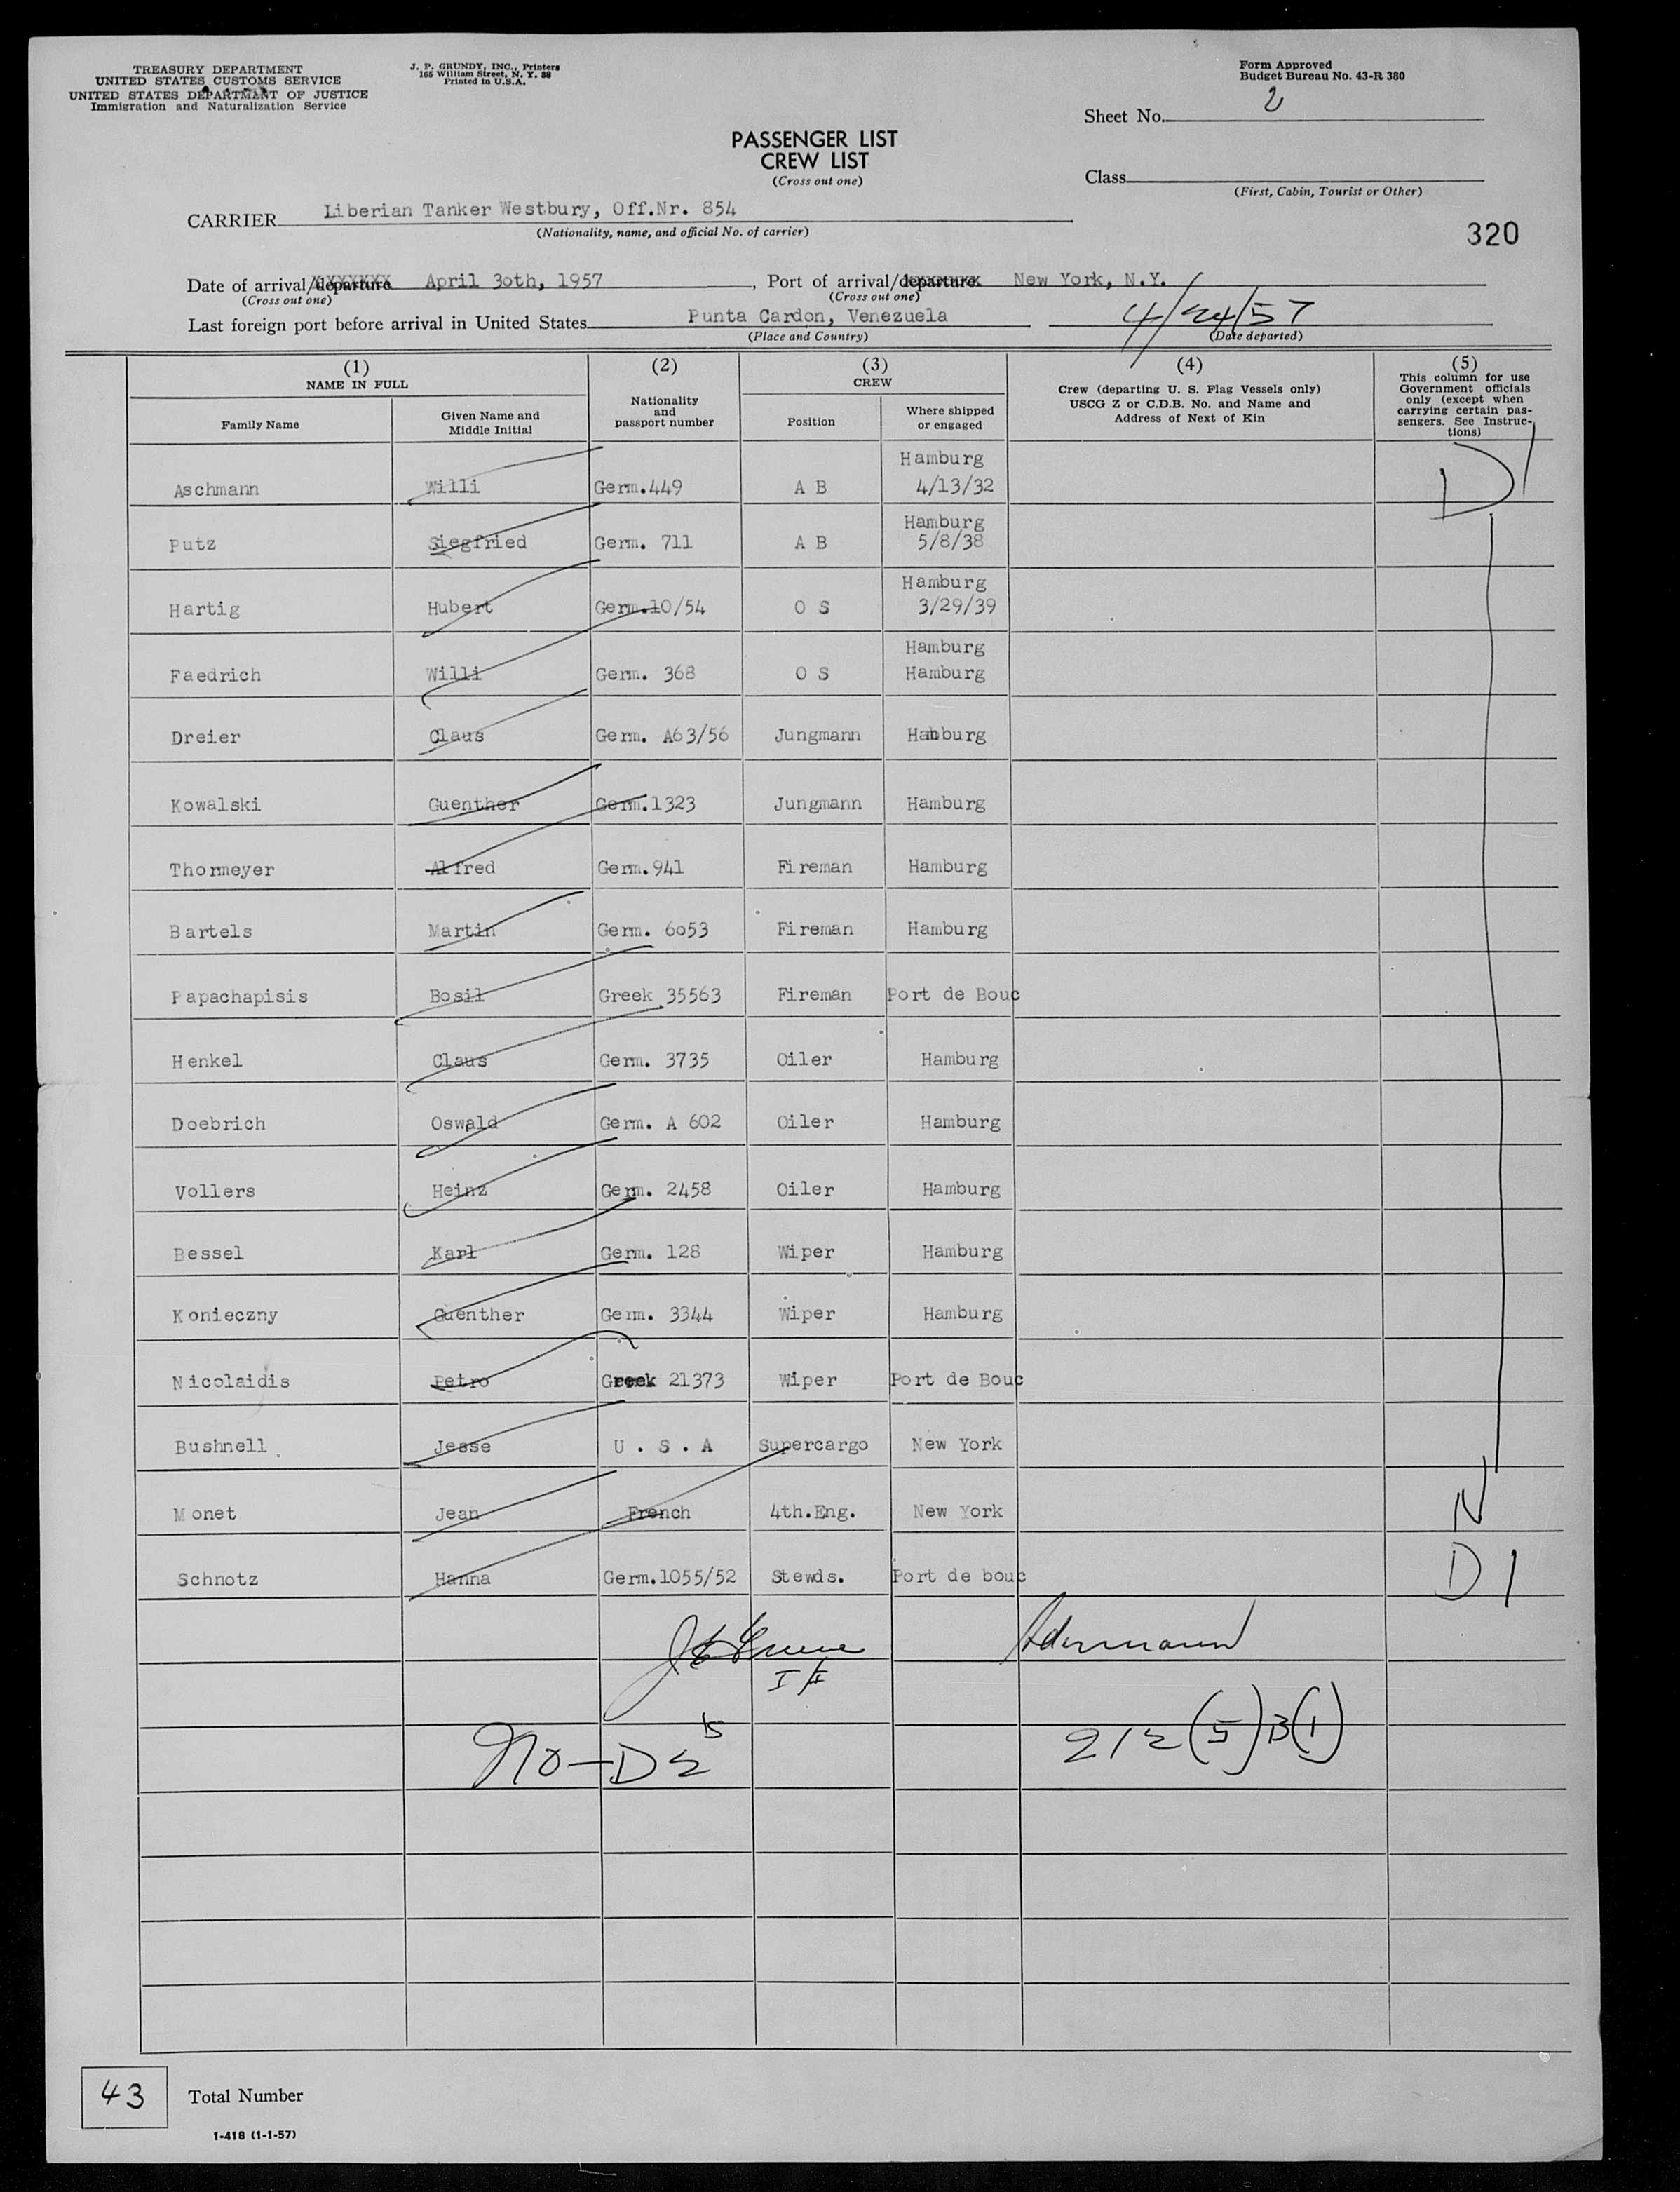 TREASURY DEPARTMENT
UNITED STATES CUSTOMS SERVICE
UNITED STATES DEPARTMENT OF JUSTICE
Immigration and Naturalization Service
J. P. GRUNDY, INC., Printers
165 William Street, N. Y. 38
Printed in U.S.A.
Form Approved
Budget Bureau No. 43-R 380
Sheet No. 2
PASSENGER LIST
CREW LIST
(Cross out one)
Class
(First, Cabin, Tourist or Other)
CARRIER Liberian Tanker Westbury, Off.Nr. 854
(Nationality, name, and official No. of carrier)
320
Date of arrival/departure April 3oth, 1957, Port of arrival/departure New York, N.Y.
(Cross out one) (Cross out one)
Last foreign port before arrival in United States Punta Cardon, Venezuela 4/24/57
(Place and Country) (Date departed)
(1) NAME IN FULL
Family Name
Given Name and Middle Initial
(2) Nationality and passport number
(3) CREW
Position
Where shipped or engaged
(4) Crew (departing U. S. Flag Vessels only) USCG Z or C.D.B. No. and Name and Address of Next of Kin
(5) This column for use Government officials only (except when carrying certain passengers. See Instructions)
Aschmann Willi Germ.449 A B Hamburg 4/13/32 D1
Putz Siegfried Germ. 711 A B Hamburg 5/8/38
Hartig Hubert Germ.10/54 O S Hamburg 3/29/39
Faedrich Willi Germ. 368 O S Hamburg Hamburg
Dreier Claus Germ. A63/56 Jungmann Hamburg
Kowalski Guenther Germ.1323 Jungmann Hamburg
Thormeyer Alfred Germ.941 Fireman Hamburg
Bartels Martin Germ. 6o53 Fireman Hamburg
Papachapisis Bosil Greek 35563 Fireman Port de Bouc
Henkel Claus Germ. 3735 Oiler Hamburg
Doebrich Oswald Germ. A 602 Oiler Hamburg
Vollers Heinz Germ. 2458 Oiler Hamburg
Bessel Karl Germ. 128 Wiper Hamburg
Konieczny Guenther Germ. 3344 Wiper Hamburg
Nicolaidis Petro Greek 21373 Wiper Port de Bouc
Bushnell Jesse U . S . A Supercargo New York
Monet Jean French 4th.Eng. New York N
Schnotz Hanna Germ.1055/52 Stewds. Port de bouc D1
No-D2
212(5)B(1)
43 Total Number
1-418 (1-1-57)